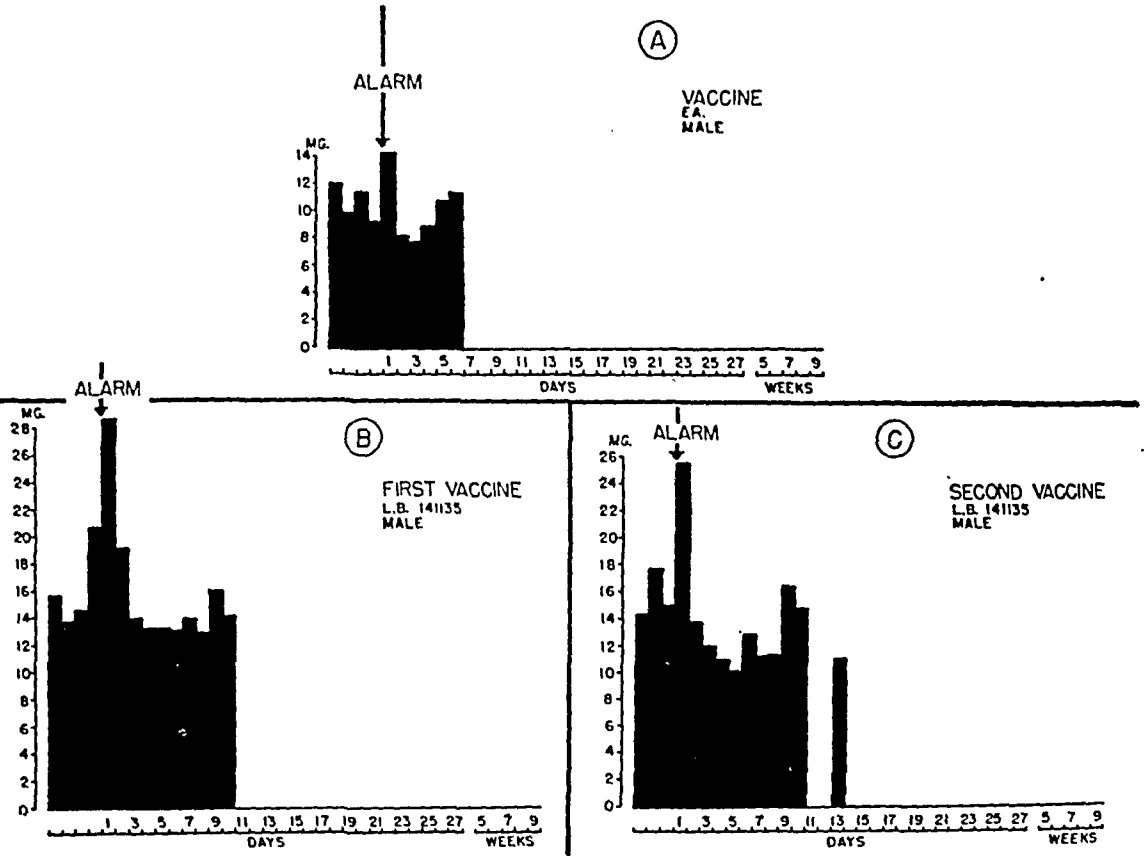 A
ALARM
VACCINE
EA.
MALE
MG.
14
12
10
8
6
4
2
0
1 3 5 7 9 11 13 15 17 19 21 23 25 27 5 7 9
DAYS WEEKS
ALARM
MG.
B
28
26
24
22
20
18
16
14
12
10
8
6
4
2
0
FIRST VACCINE
L.B. 141135
MALE
1 3 5 7 9 11 13 15 17 19 21 23 25 27 5 7 9
DAYS WEEKS
ALARM
MG.
C
26
24
22
20
18
16
14
12
10
8
6
4
2
0
SECOND VACCINE
L.B. 141135
MALE
1 3 5 7 9 11 13 15 17 19 21 23 25 27 5 7 9
DAYS WEEKS